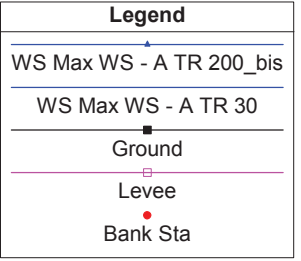 Legend
WS Max WS - A TR 200_bis
WS Max WS - A TR 30
Ground
Levee
Bank Sta